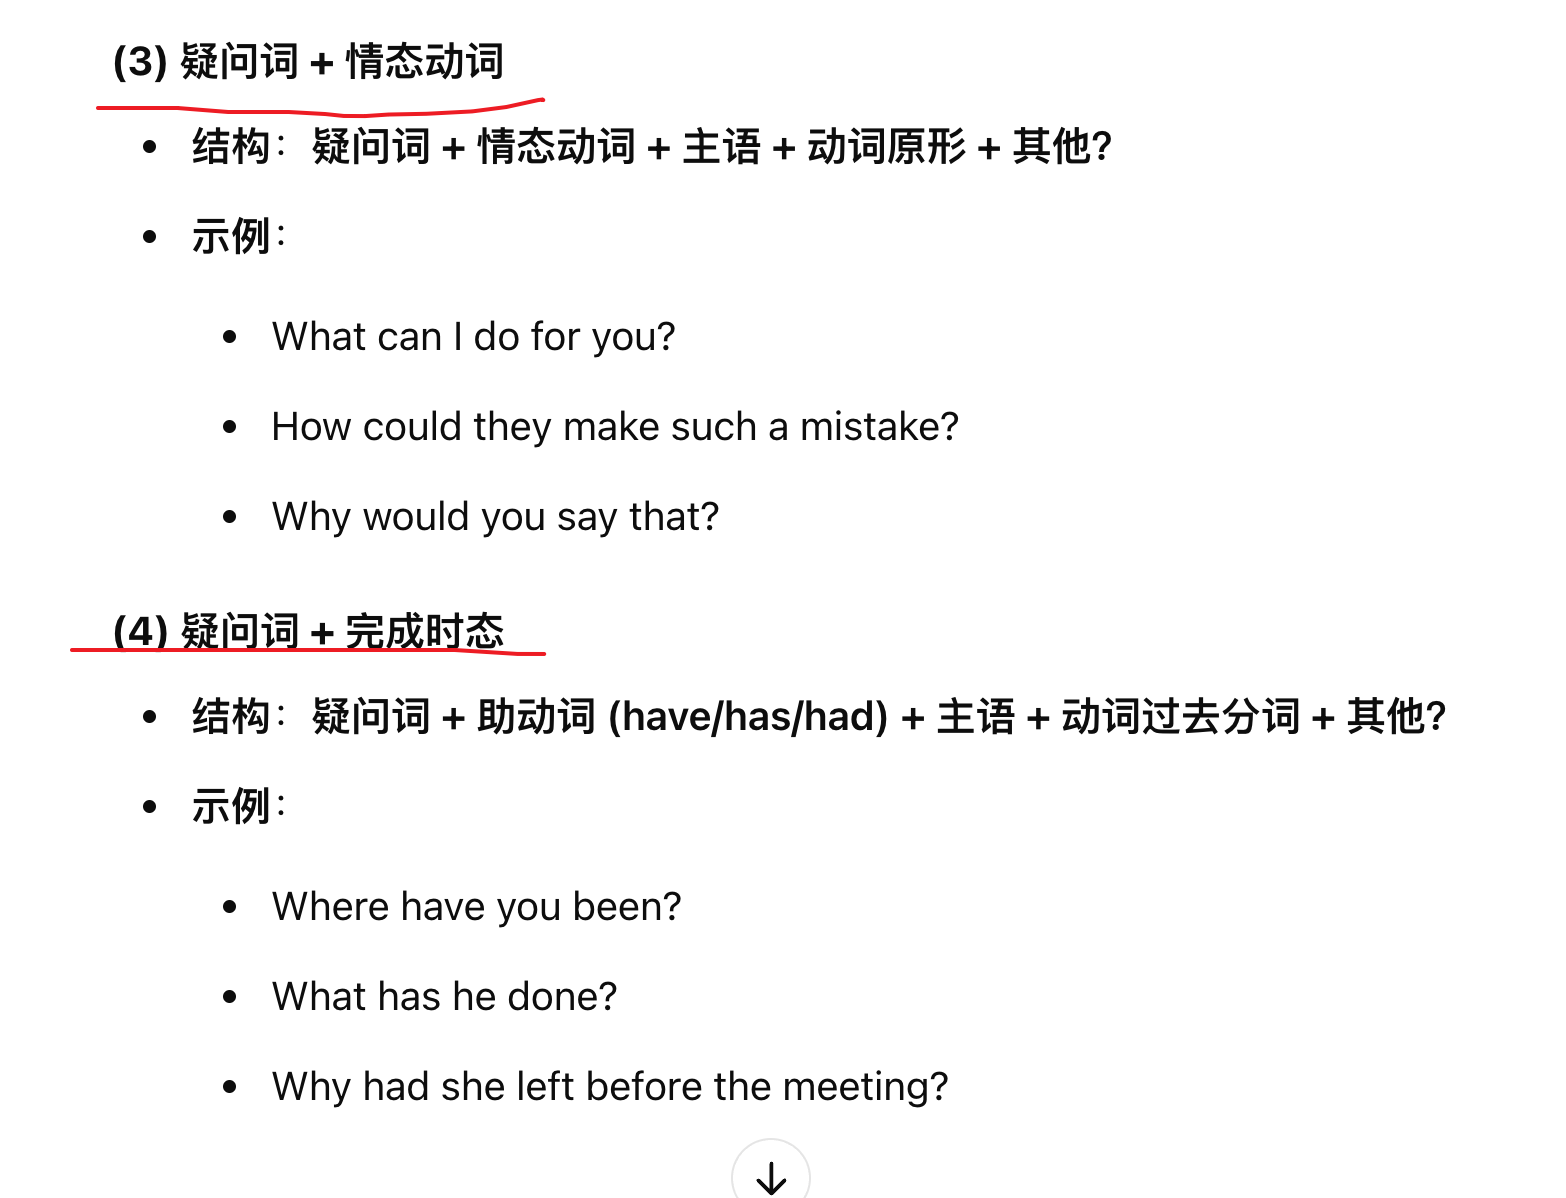 (3) 疑问词 + 情态动词
• 结构：疑问词 + 情态动词 + 主语 + 动词原形 + 其他?
• 示例：
• What can I do for you?
• How could they make such a mistake?
• Why would you say that?
(4) 疑问词 + 完成时态
• 结构：疑问词 + 助动词 (have/has/had) + 主语 + 动词过去分词 + 其他?
• 示例：
• Where have you been?
• What has he done?
• Why had she left before the meeting?